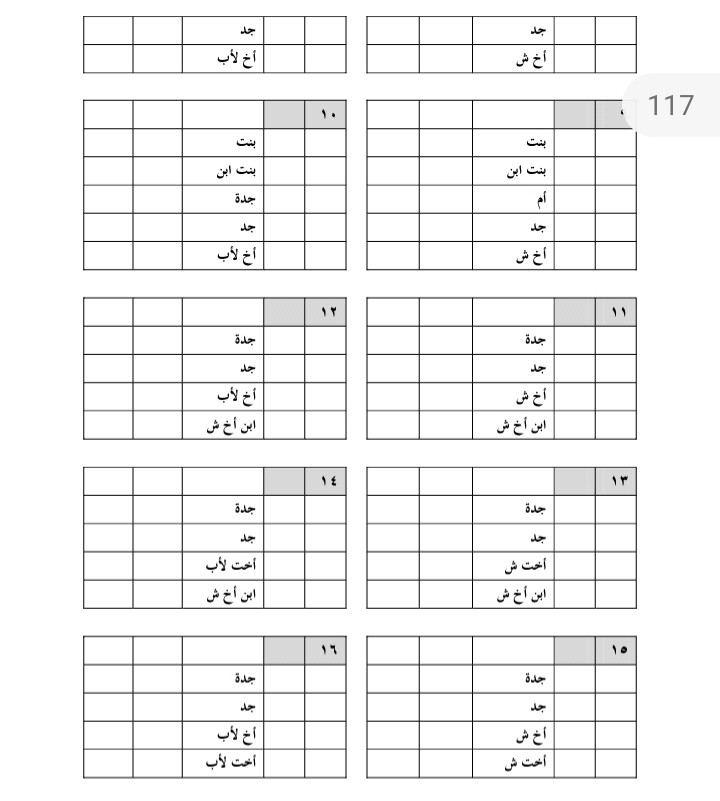 جد
أخ ش
جد
أخ لأب
117
بنت
بنت ابن
أم
جد
أخ ش
١٠
بنت
بنت ابن
جدة
جد
أخ لأب
١١
جدة
جد
أخ ش
ابن أخ ش
١٢
جدة
جد
أخ لأب
ابن أخ ش
١٣
جدة
جد
أخت ش
ابن أخ ش
١٤
جدة
جد
أخت لأب
ابن أخ ش
١٥
جدة
جد
أخ ش
أخت ش
١٦
جدة
جد
أخ لأب
أخت لأب